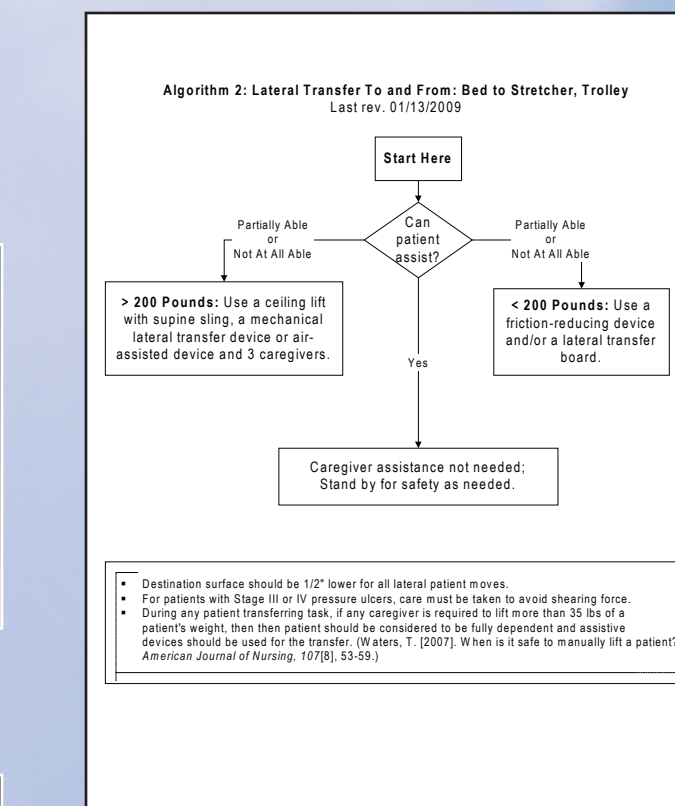 Algorithm 2: Lateral Transfer To and From: Bed to Stretcher, Trolley
Last rev. 01/13/2009
Start Here
Can
patient
assist?
Partially Able
or
Not At All Able
Partially Able
or
Not At All Able
> 200 Pounds: Use a ceiling lift
with supine sling, a mechanical
lateral transfer device or air-
assisted device and 3 caregivers.
< 200 Pounds: Use a
friction-reducing device
and/or a lateral transfer
board.
Yes
Caregiver assistance not needed;
Stand by for safety as needed.
▪ Destination surface should be 1/2" lower for all lateral patient moves.
▪ For patients with Stage III or IV pressure ulcers, care must be taken to avoid shearing force.
▪ During any patient transferring task, if any caregiver is required to lift more than 35 lbs of a
patient's weight, then then patient should be considered to be fully dependent and assistive
devices should be used for the transfer. (Waters, T. [2007]. When is it safe to manually lift a patient?
American Journal of Nursing, 107[8], 53-59.)